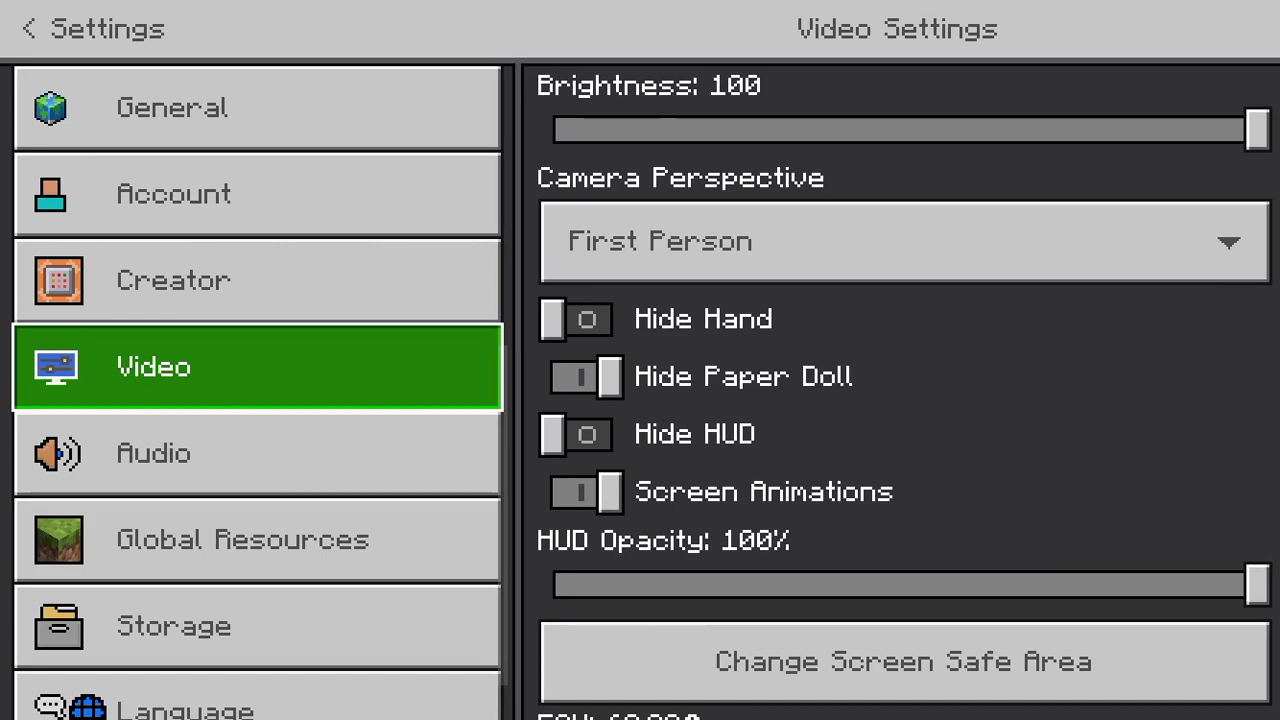 Settings
Video Settings
General
Account
Creator
Video
Audio
Global Resources
Storage
Language
Brightness: 100
Camera Perspective
First Person
Hide Hand
Hide Paper Doll
Hide HUD
Screen Animations
HUD Opacity: 100%
Change Screen Safe Area